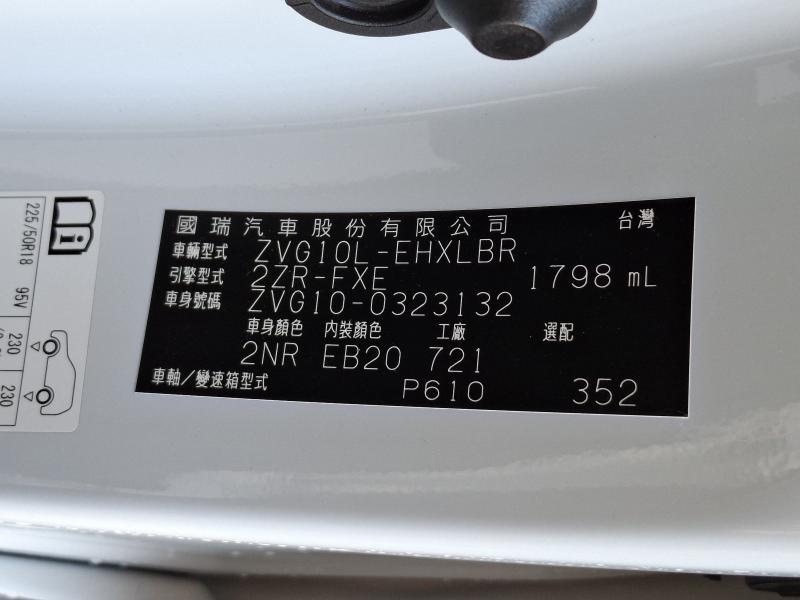 國瑞汽車股份有限公司 台灣
車輛型式 ZVG10L-EHXLBR
引擎型式 2ZR-FXE 1798 mL
車身號碼 ZVG10-0323132
車身顏色 內裝顏色 工廠 選配
2NR EB20 721
車軸/變速箱型式 P610 352
225/50R18 95V
230
230